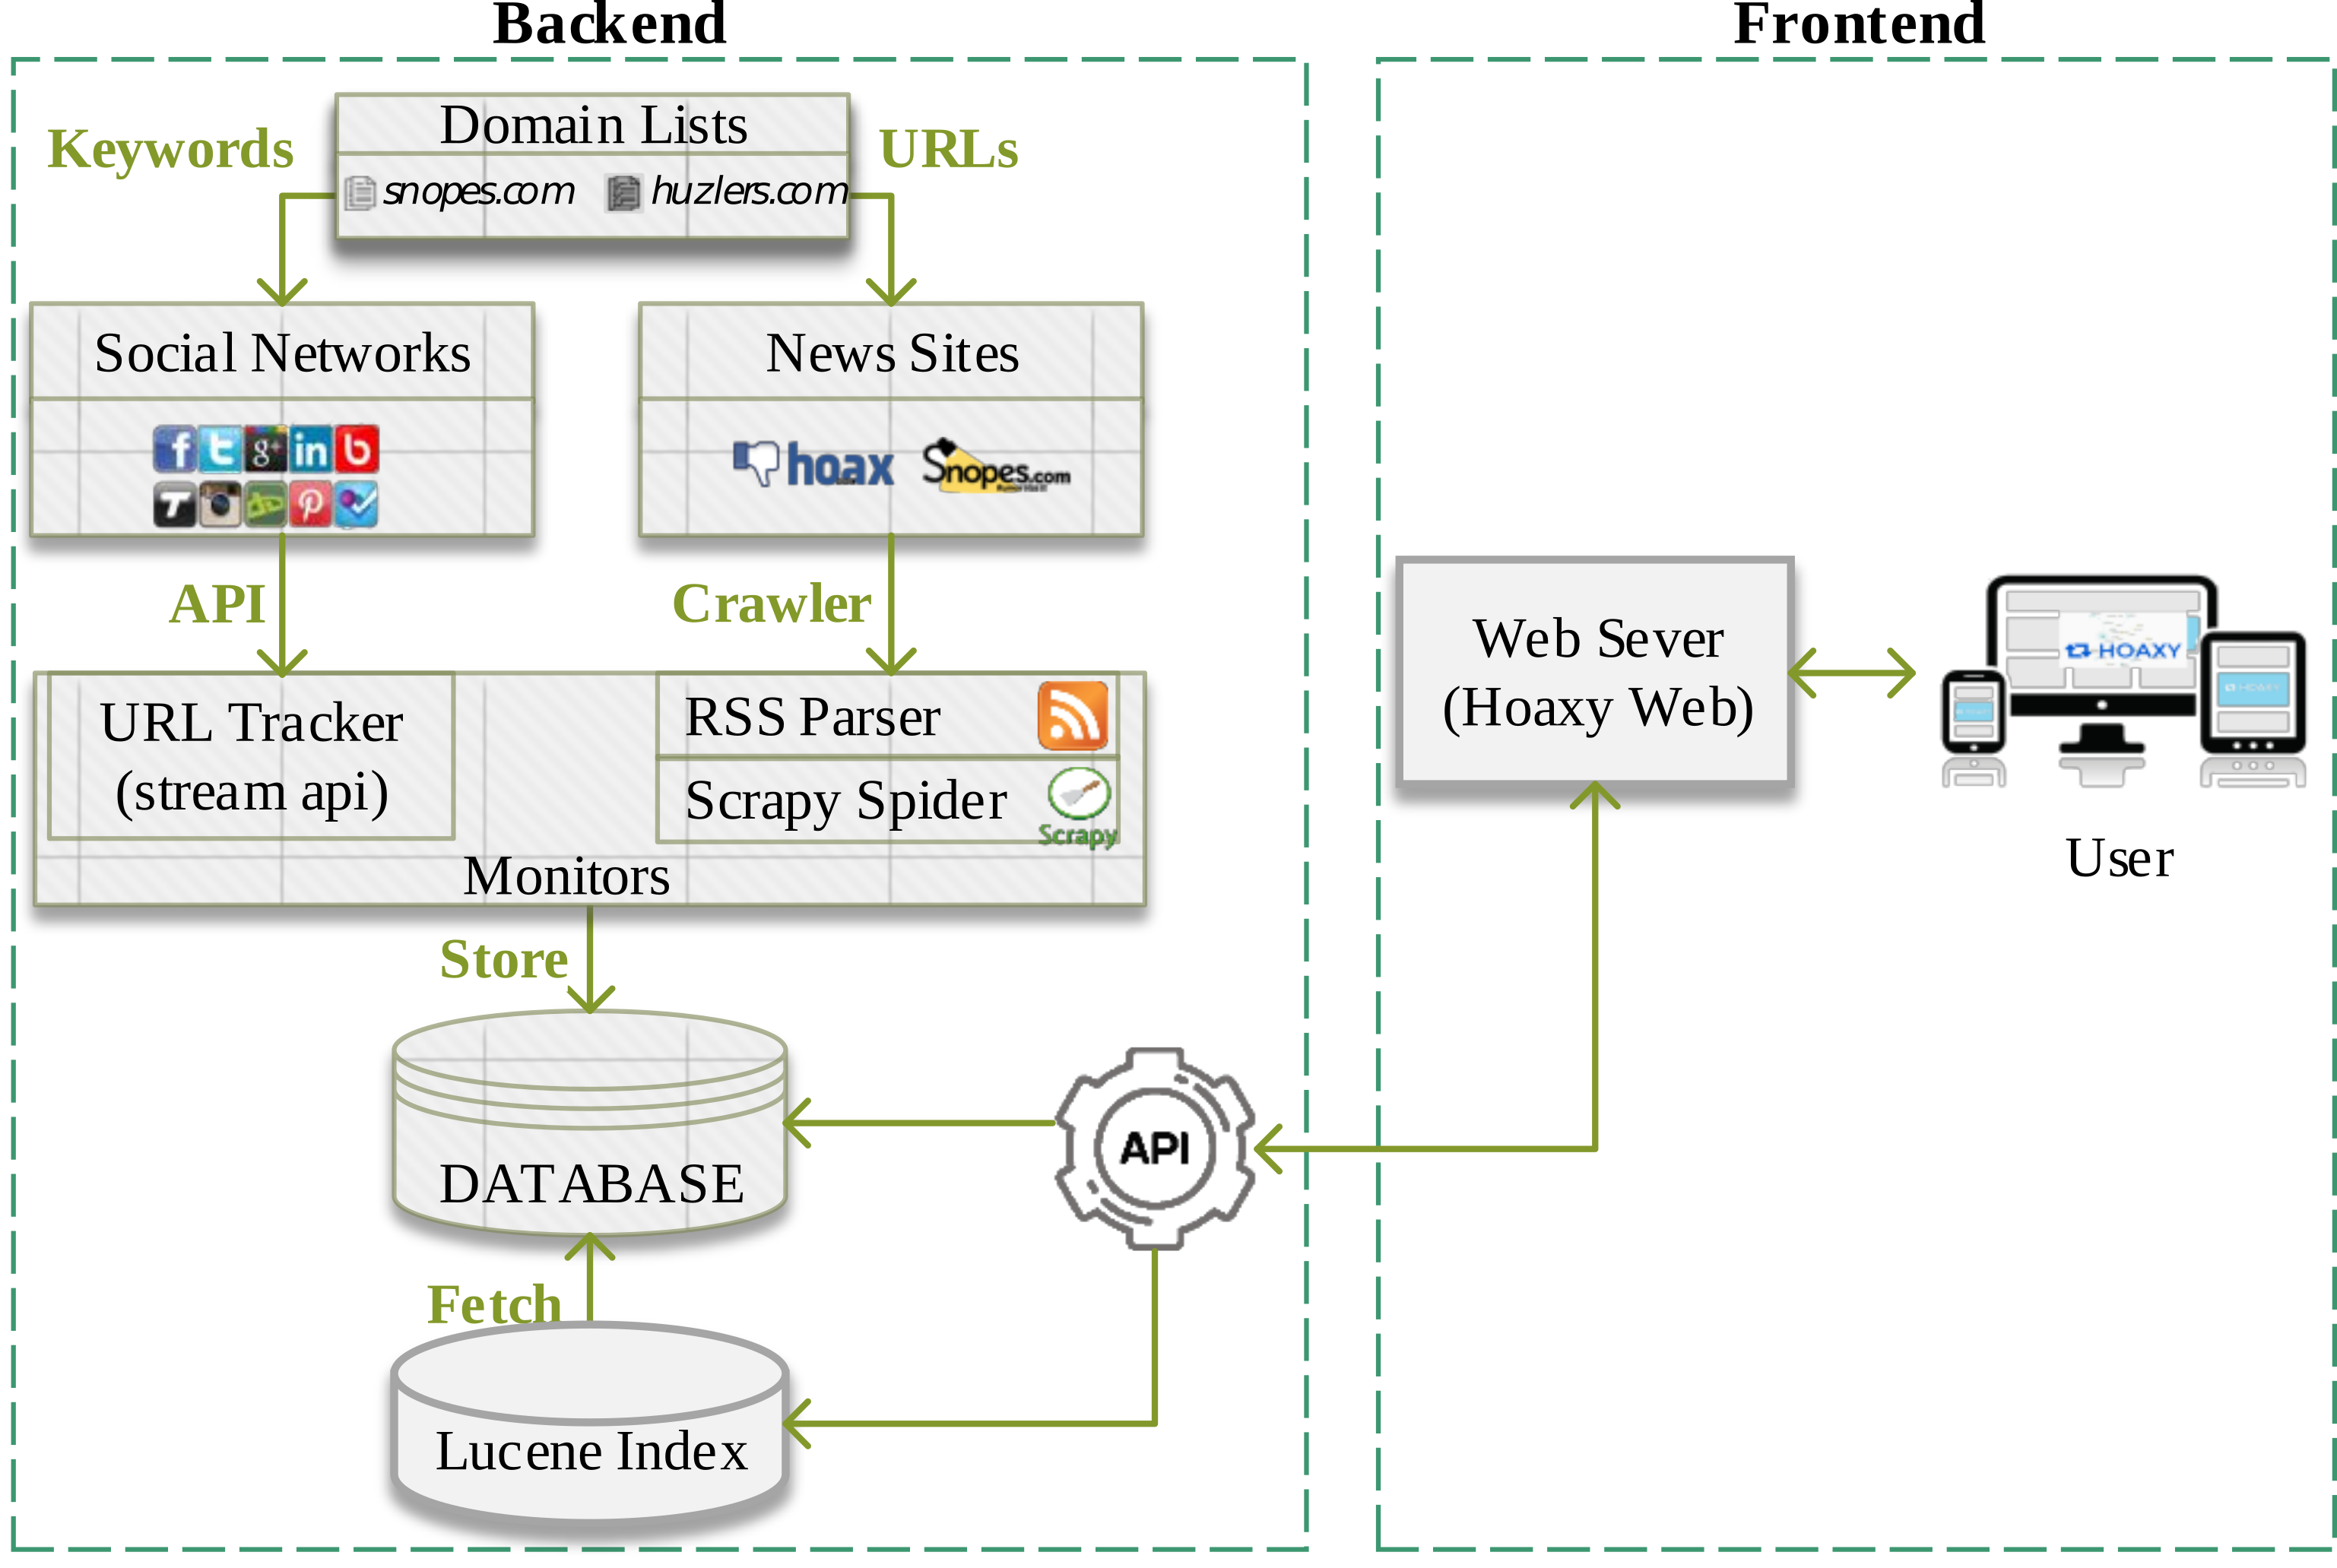 Backend
Frontend
Keywords
Domain Lists
URLs
snopes.com
huzlers.com
Social Networks
News Sites
f t g+ in b
hoax
Snopes.com
API
Crawler
URL Tracker
(stream api)
RSS Parser
Scrapy Spider
Scrapy
Monitors
Web Sever
(Hoaxy Web)
HOAXY
User
Store
DATABASE
API
Fetch
Lucene Index